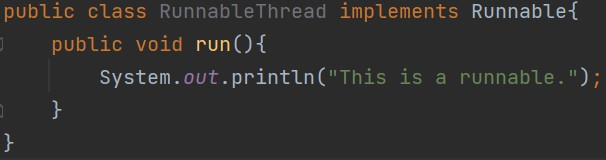 public class RunnableThread implements Runnable{
    public void run(){
        System.out.println("This is a runnable.");
    }
}